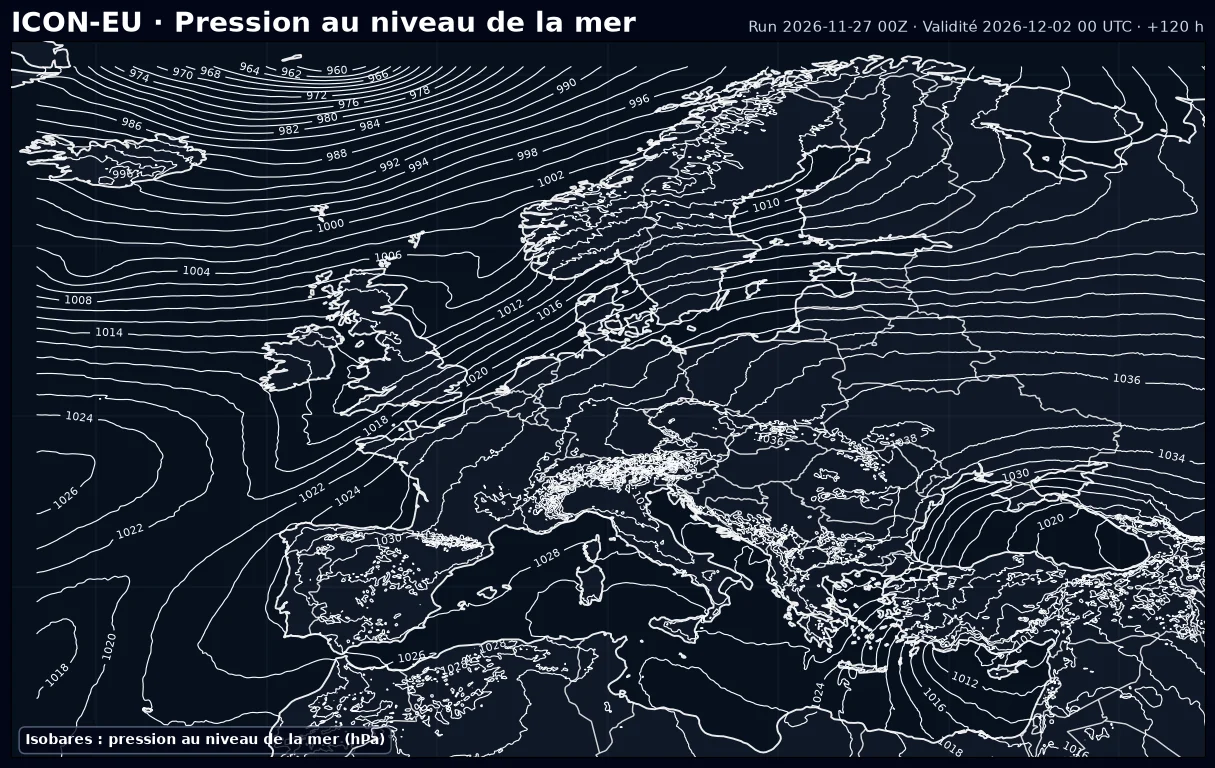 ICON-EU · Pression au niveau de la mer
Run 2026-11-27 00Z · Validité 2026-12-02 00 UTC · +120 h
974 970 968 964 962 960 966
972 978 990
976 996
986 980 984
982
988 992 994 998
996 1002
1000 1010
1006
1004
1008 1012 1016
1014
1020 1036
1024 1018
1036 1038
1034
1026 1022 1024 1030
1022 1020
1030 1028
1018 1020 1026 1028
1024 1012
1016
1018 1016
Isobares : pression au niveau de la mer (hPa)